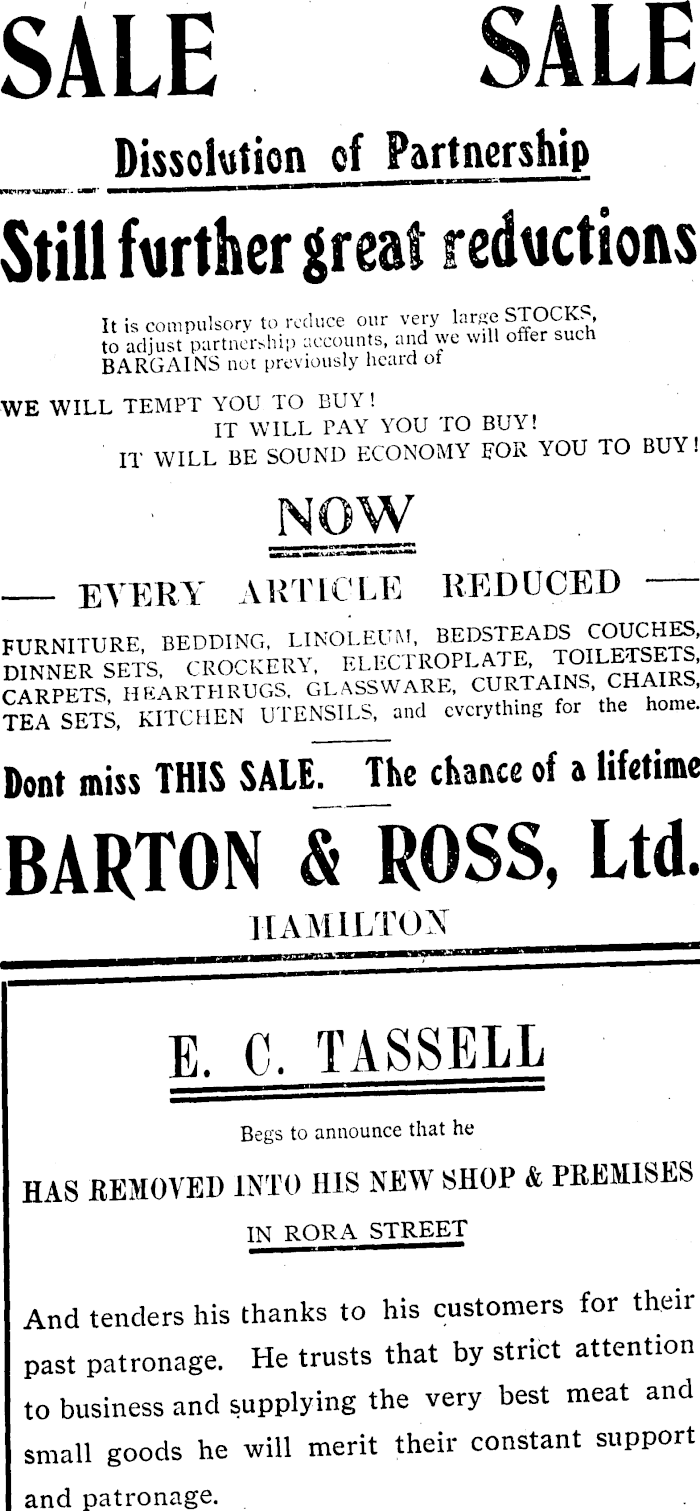 SALE SALE
Dissolution of Partnership
Still further great reductions
It is compulsory to reduce our very large STOCKS,
to adjust partnership accounts, and we will offer such
BARGAINS not previously heard of
WE WILL TEMPT YOU TO BUY!
IT WILL PAY YOU TO BUY!
IT WILL BE SOUND ECONOMY FOR YOU TO BUY!
NOW
— EVERY ARTICLE REDUCED —
FURNITURE, BEDDING, LINOLEUM, BEDSTEADS COUCHES,
DINNER SETS, CROCKERY, ELECTROPLATE, TOILETSETS,
CARPETS, HEARTHRUGS, GLASSWARE, CURTAINS, CHAIRS,
TEA SETS, KITCHEN UTENSILS, and everything for the home.
Dont miss THIS SALE. The chance of a lifetime
BARTON & ROSS, Ltd.
HAMILTON
E. C. TASSELL
Begs to announce that he
HAS REMOVED INTO HIS NEW SHOP & PREMISES
IN RORA STREET
And tenders his thanks to his customers for their
past patronage. He trusts that by strict attention
to business and supplying the very best meat and
small goods he will merit their constant support
and patronage.